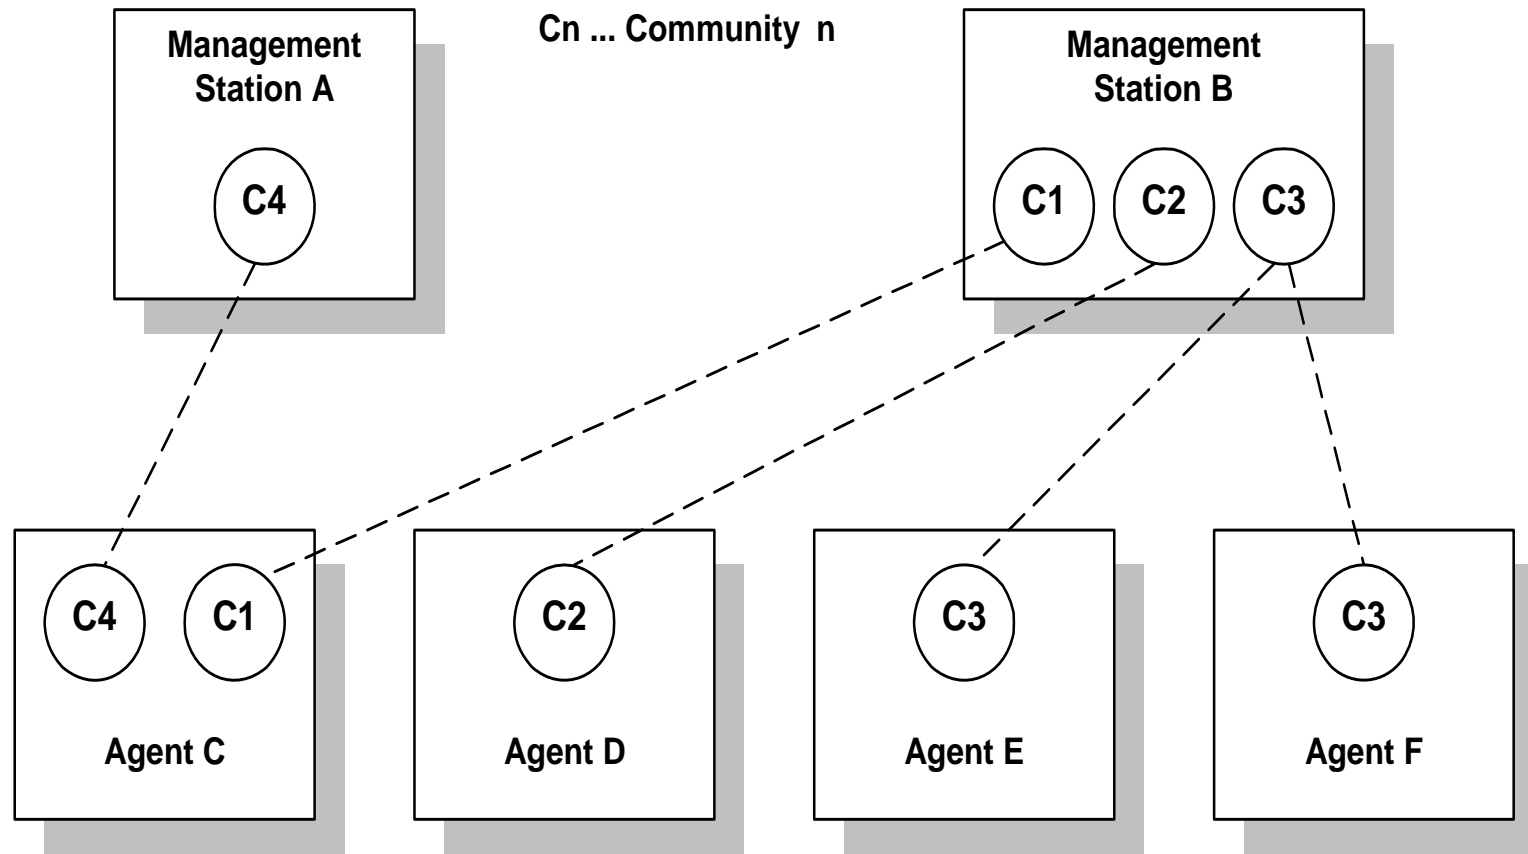 Cn ... Community n
Management
Station A
C4
Management
Station B
C1 C2 C3
C4 C1
Agent C
C2
Agent D
C3
Agent E
C3
Agent F